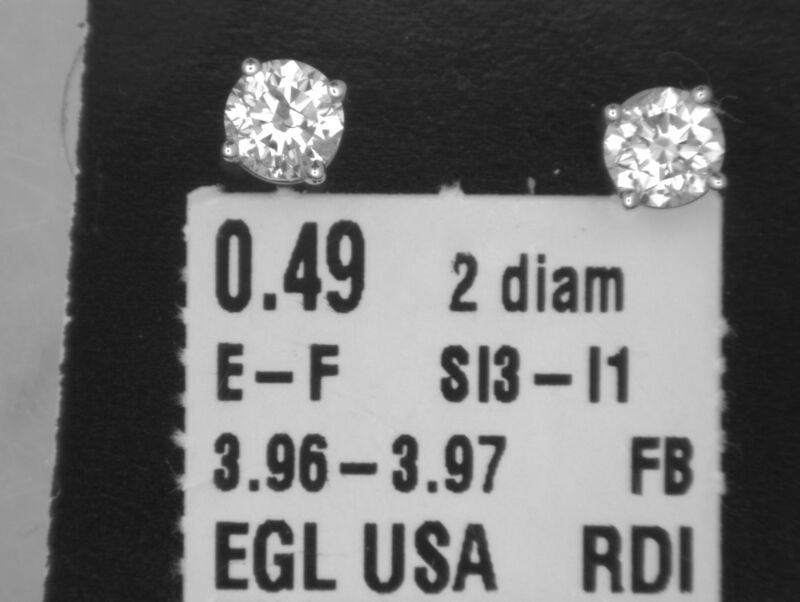 0.49 2 diam
E-F SI3-I1
3.96-3.97 FB
EGL USA RDI